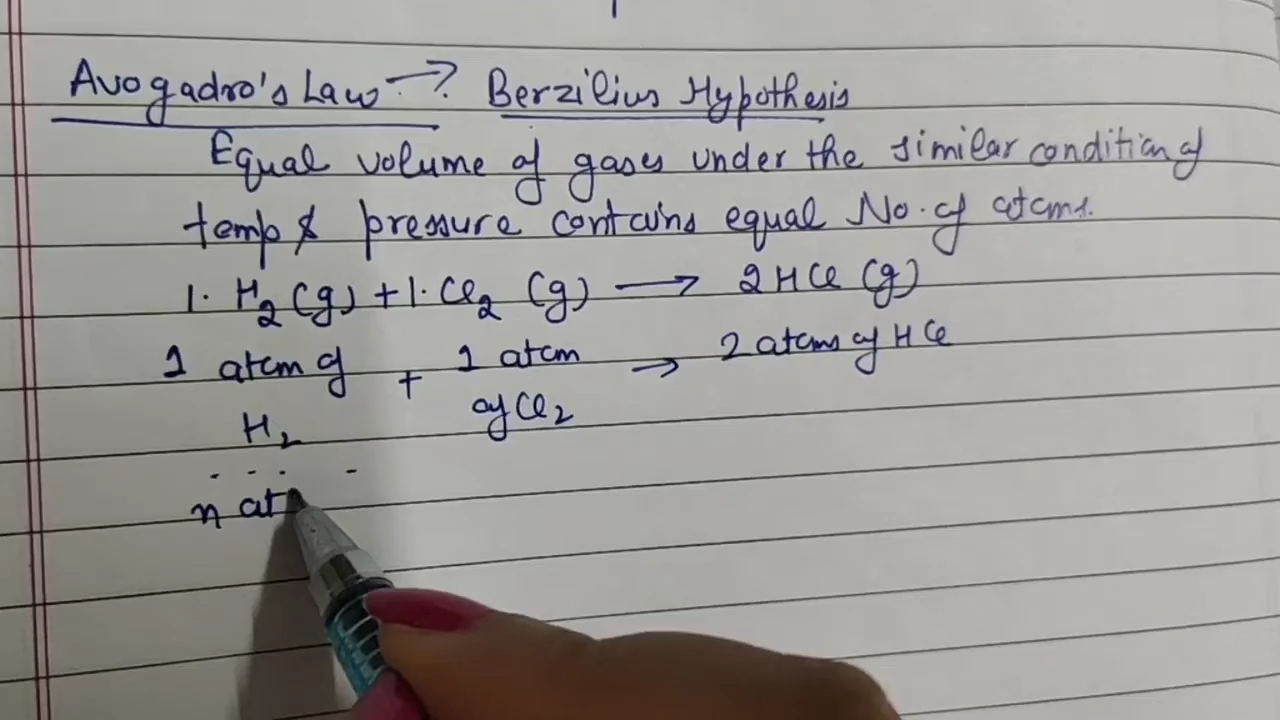 Avogadro's Law → ? Berzilius Hypothesis
Equal volume of gases under the similar condition of
temp & pressure contains equal No. of atoms.
1. H₂ (g) + 1. Cl₂ (g) → 2 HCl (g)
1 atom of + 1 atom → 2 atoms of HCl
H₂ of Cl₂
n at